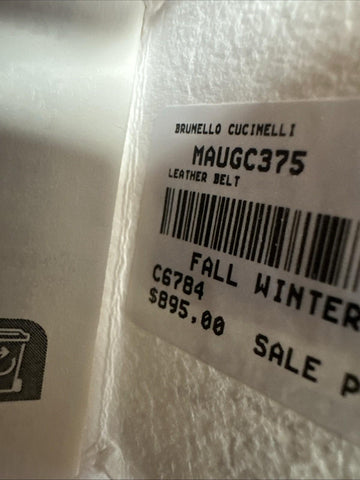 BRUNELLO CUCINELLI
MAUGC375
LEATHER BELT
FALL WINTER
C6784
$895,00
SALE P